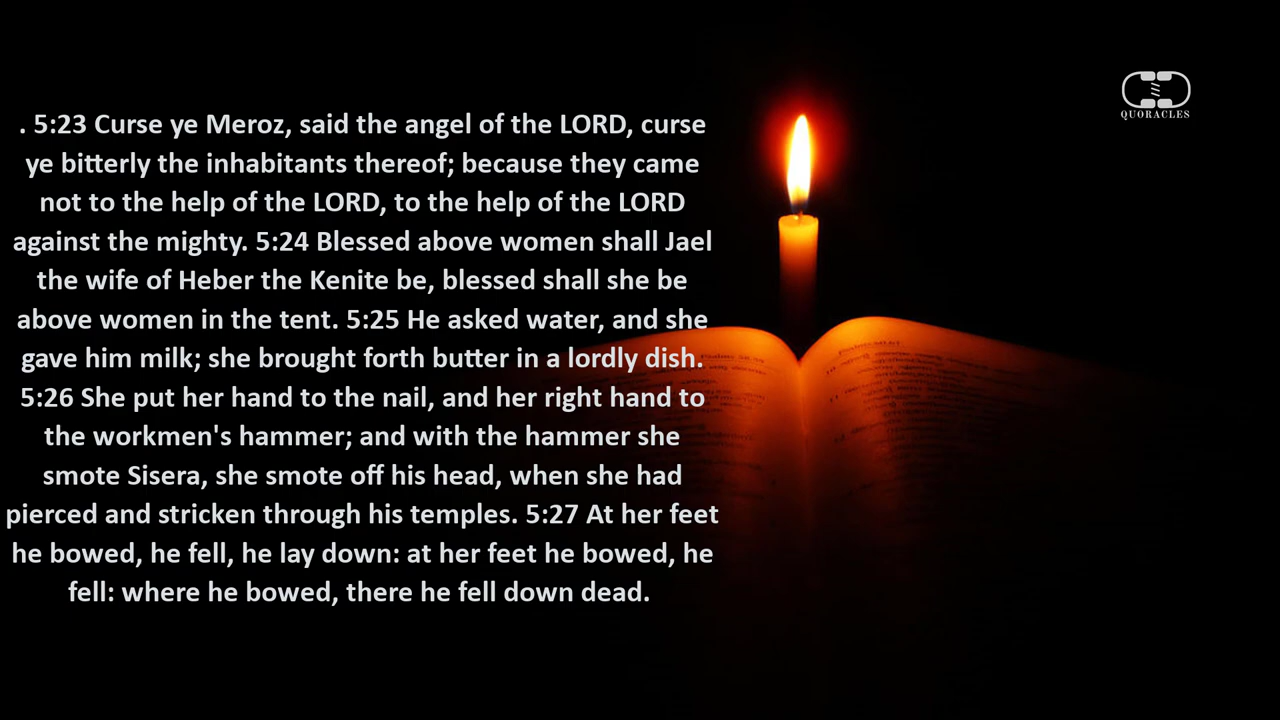 . 5:23 Curse ye Meroz, said the angel of the LORD, curse
ye bitterly the inhabitants thereof; because they came
not to the help of the LORD, to the help of the LORD
against the mighty. 5:24 Blessed above women shall Jael
the wife of Heber the Kenite be, blessed shall she be
above women in the tent. 5:25 He asked water, and she
gave him milk; she brought forth butter in a lordly dish.
5:26 She put her hand to the nail, and her right hand to
the workmen's hammer; and with the hammer she
smote Sisera, she smote off his head, when she had
pierced and stricken through his temples. 5:27 At her feet
he bowed, he fell, he lay down: at her feet he bowed, he
fell: where he bowed, there he fell down dead.
QUORACLES